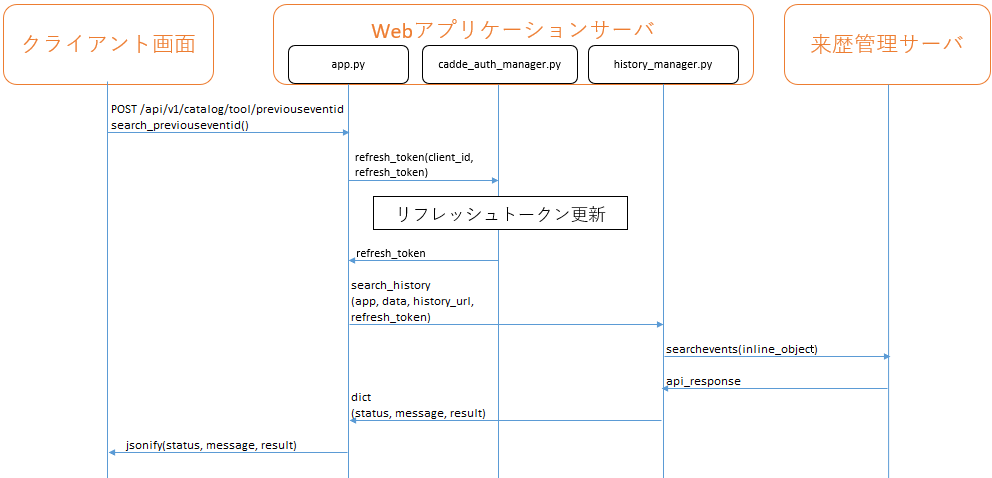 クライアント画面
Webアプリケーションサーバ
来歴管理サーバ
app.py
cadde_auth_manager.py
history_manager.py
POST /api/v1/catalog/tool/previouseventid
search_previouseventid()
refresh_token(client_id,
refresh_token)
リフレッシュトークン更新
refresh_token
search_history
(app, data, history_url,
refresh_token)
searchevents(inline_object)
api_response
dict
(status, message, result)
jsonify(status, message, result)